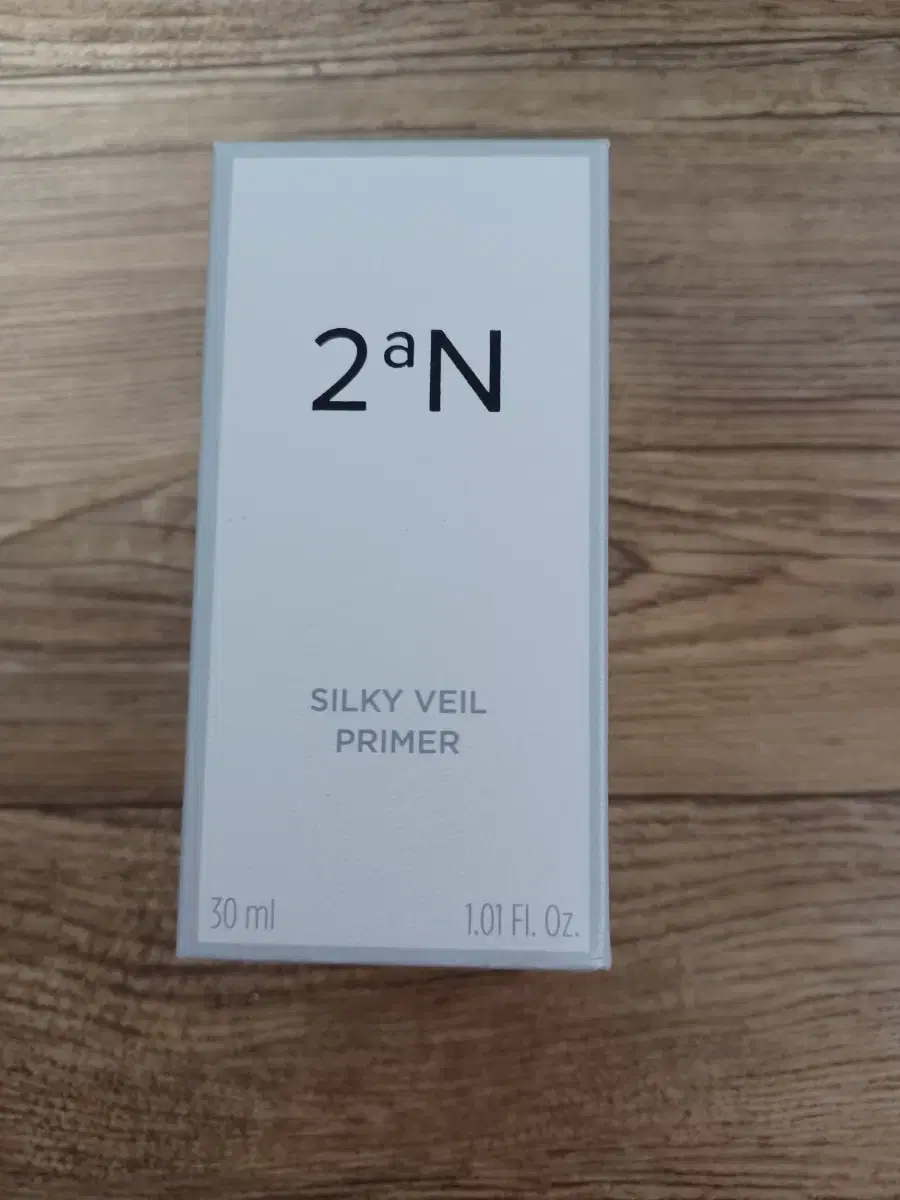 2aN
SILKY VEIL
PRIMER
30 ml
1.01 Fl. Oz.